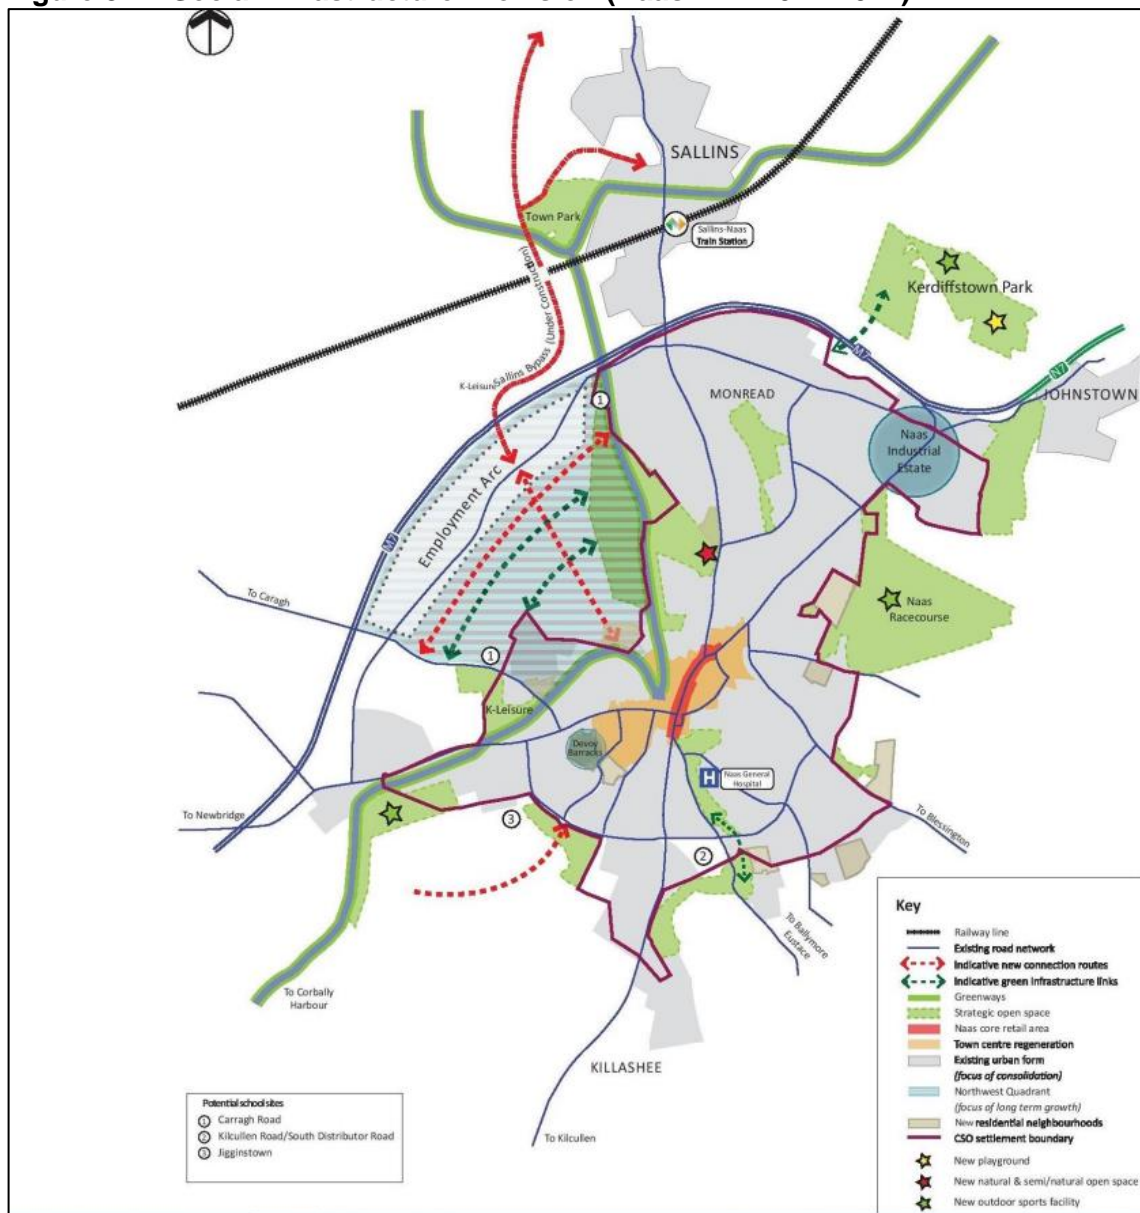 SALLINS
Town Park
Sallins-Naas
Train Station
Kerdiffstown Park
Sallins Bypass (Under Construction)
K-Leisure
M7
N7
MONREAD
JOHNSTOWN
1
Naas
Industrial
Estate
Employment Arc
M7
To Caragh
Naas
Racecourse
1
K-Leisure
Devoy
Barracks
H
Naas General
Hospital
To Newbridge
3
2
To Blessington
To Ballymore
Eustace
To Corbally
Harbour
KILLASHEE
To Kilcullen
Potential school sites
1 Carragh Road
2 Kilcullen Road/South Distributor Road
3 Jigginstown
Key
Railway line
Existing road network
Indicative new connection routes
Indicative green infrastructure links
Greenways
Strategic open space
Naas core retail area
Town centre regeneration
Existing urban form
(focus of consolidation)
Northwest Quadrant
(focus of long term growth)
New residential neighbourhoods
CSO settlement boundary
New playground
New natural & semi/natural open space
New outdoor sports facility